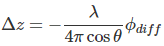 Δz = − λ / (4π cos θ) ϕ_diff